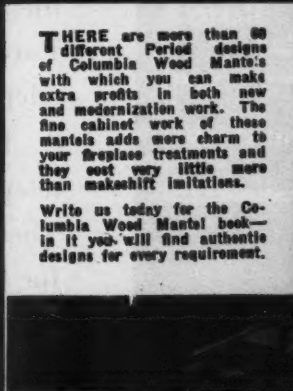 THERE are more than 60
different Period designs
of Columbia Wood Mantels
with which you can make
extra profits in both new
and modernization work. The
fine cabinet work of these
mantels adds more charm to
your fireplace treatments and
they cost very little more
than makeshift imitations.
Write us today for the Co-
lumbia Wood Mantel book—
in it you will find authentic
designs for every requirement.